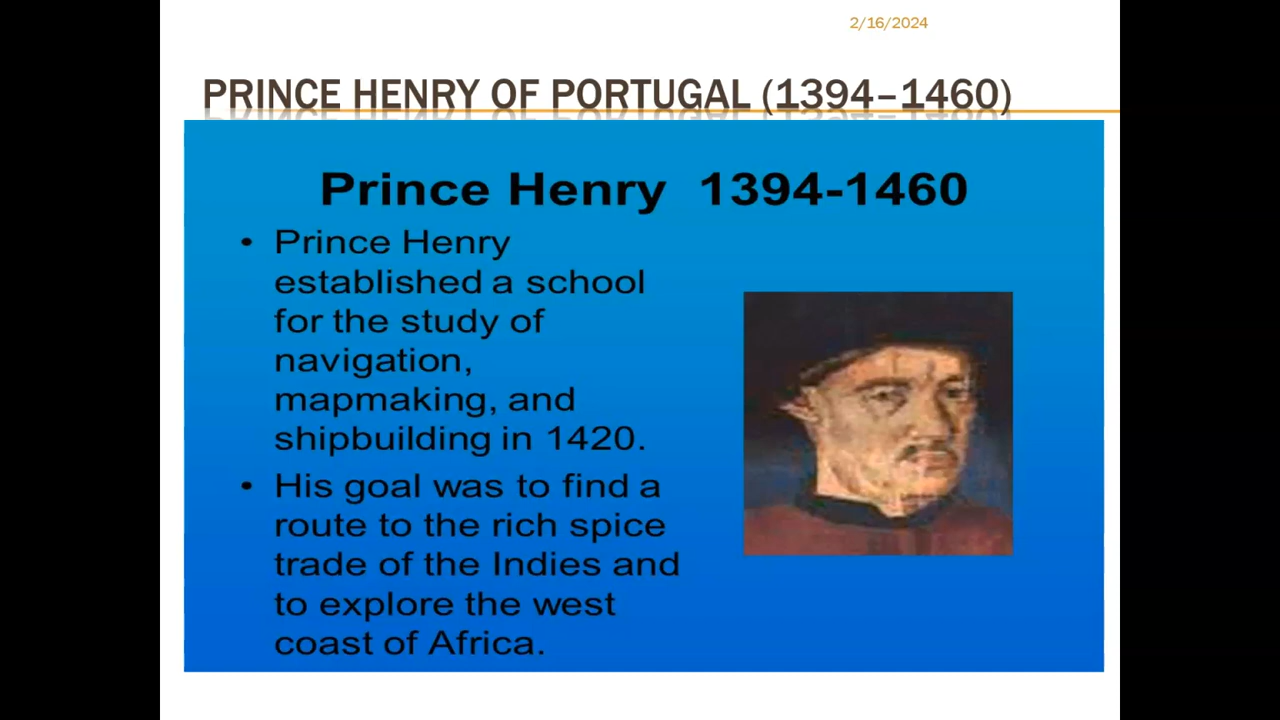 2/16/2024
PRINCE HENRY OF PORTUGAL (1394–1460)
Prince Henry 1394-1460
• Prince Henry
established a school
for the study of
navigation,
mapmaking, and
shipbuilding in 1420.
• His goal was to find a
route to the rich spice
trade of the Indies and
to explore the west
coast of Africa.